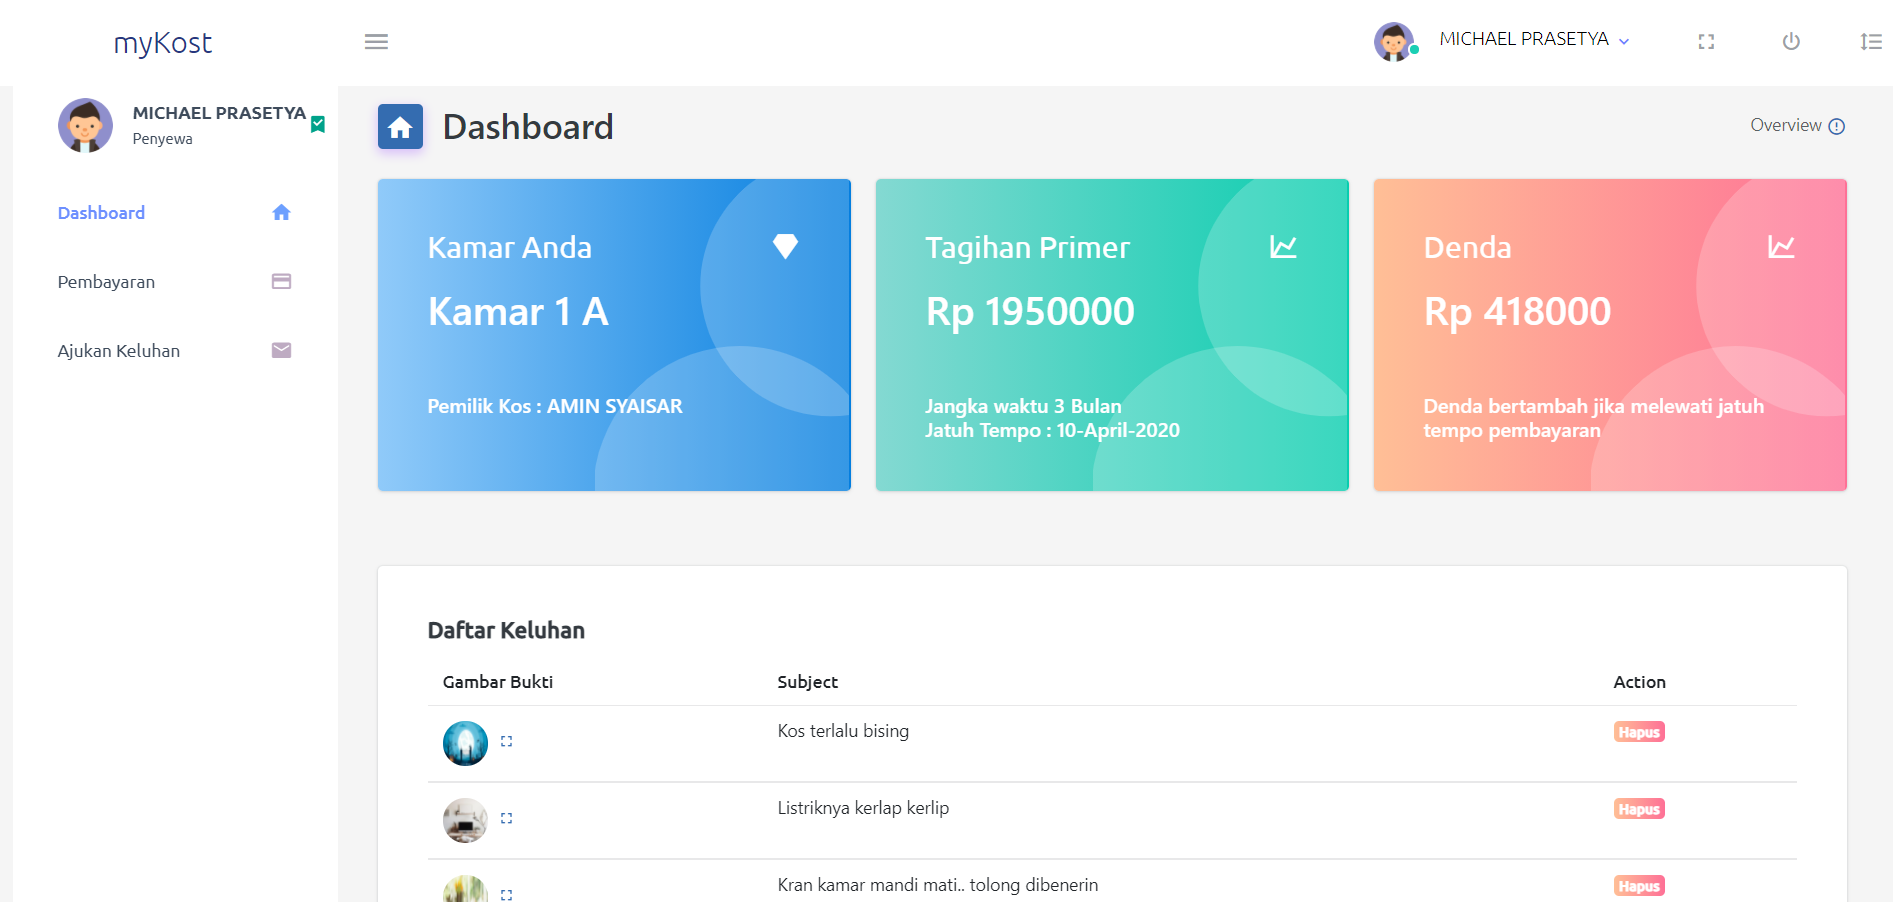 myKost
MICHAEL PRASETYA
MICHAEL PRASETYA
Penyewa
Dashboard
Pembayaran
Ajukan Keluhan
Dashboard
Overview
Kamar Anda
Kamar 1 A
Pemilik Kos : AMIN SYAISAR
Tagihan Primer
Rp 1950000
Jangka waktu 3 Bulan
Jatuh Tempo : 10-April-2020
Denda
Rp 418000
Denda bertambah jika melewati jatuh
tempo pembayaran
Daftar Keluhan
Gambar Bukti Subject Action
Kos terlalu bising Hapus
Listriknya kerlap kerlip Hapus
Kran kamar mandi mati.. tolong dibenerin Hapus